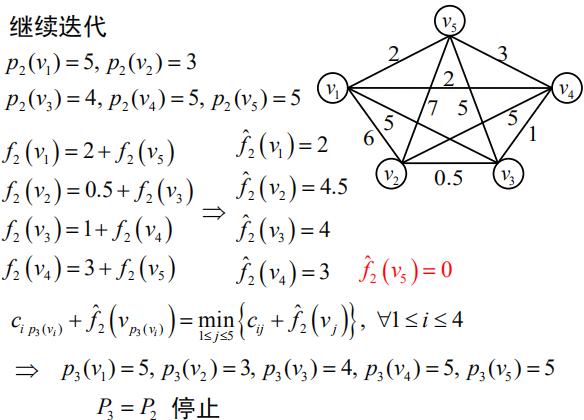 继续迭代
p₂(v₁)=5, p₂(v₂)=3
p₂(v₃)=4, p₂(v₄)=5, p₂(v₅)=5
f₂(v₁)=2+f₂(v₅)
f₂(v₂)=0.5+f₂(v₃)
f₂(v₃)=1+f₂(v₄)
f₂(v₄)=3+f₂(v₅)
⇒
f̂₂(v₁)=2
f̂₂(v₂)=4.5
f̂₂(v₃)=4
f̂₂(v₄)=3 f̂₂(v₅)=0
v₅
2 3
v₁ 2 v₄
7 5
6 5 5 1
v₂ 0.5 v₃
c_{i p₃(v_i)} + f̂₂(v_{p₃(v_i)}) = min_{1≤j≤5}{c_{ij} + f̂₂(v_j)}, ∀1≤i≤4
⇒ p₃(v₁)=5, p₃(v₂)=3, p₃(v₃)=4, p₃(v₄)=5, p₃(v₅)=5
P₃=P₂ 停止